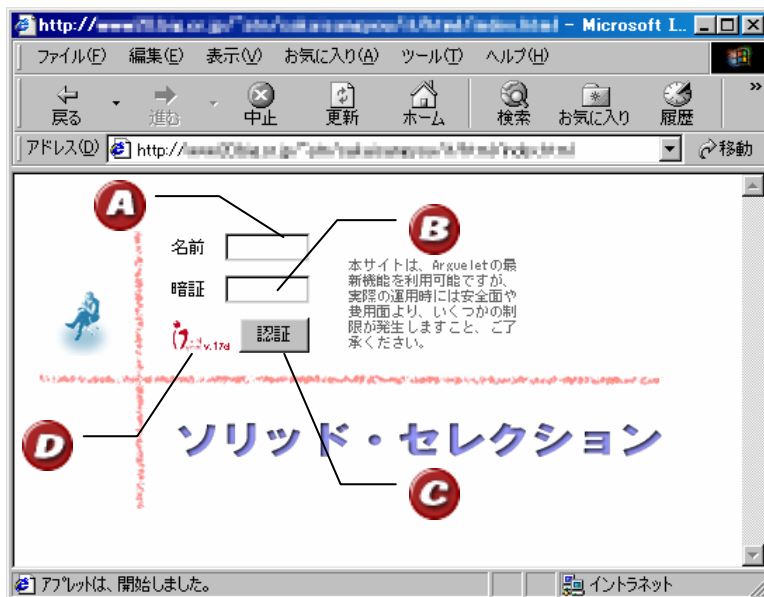 http://
- Microsoft I..
ファイル(F) 編集(E) 表示(V) お気に入り(A) ツール(T) ヘルプ(H)
戻る 進む 中止 更新 ホーム 検索 お気に入り 履歴 »
アドレス(D) http:// 移動
A
B
名前
暗証
本サイトは、Argueletの最
新機能を利用可能ですが、
実際の運用時には安全面や
費用面より、いくつかの制
限が発生しますこと、ご了
承ください。
v.17d 認証
D
ソリッド・セレクション
C
アプレットは、開始しました。 イントラネット